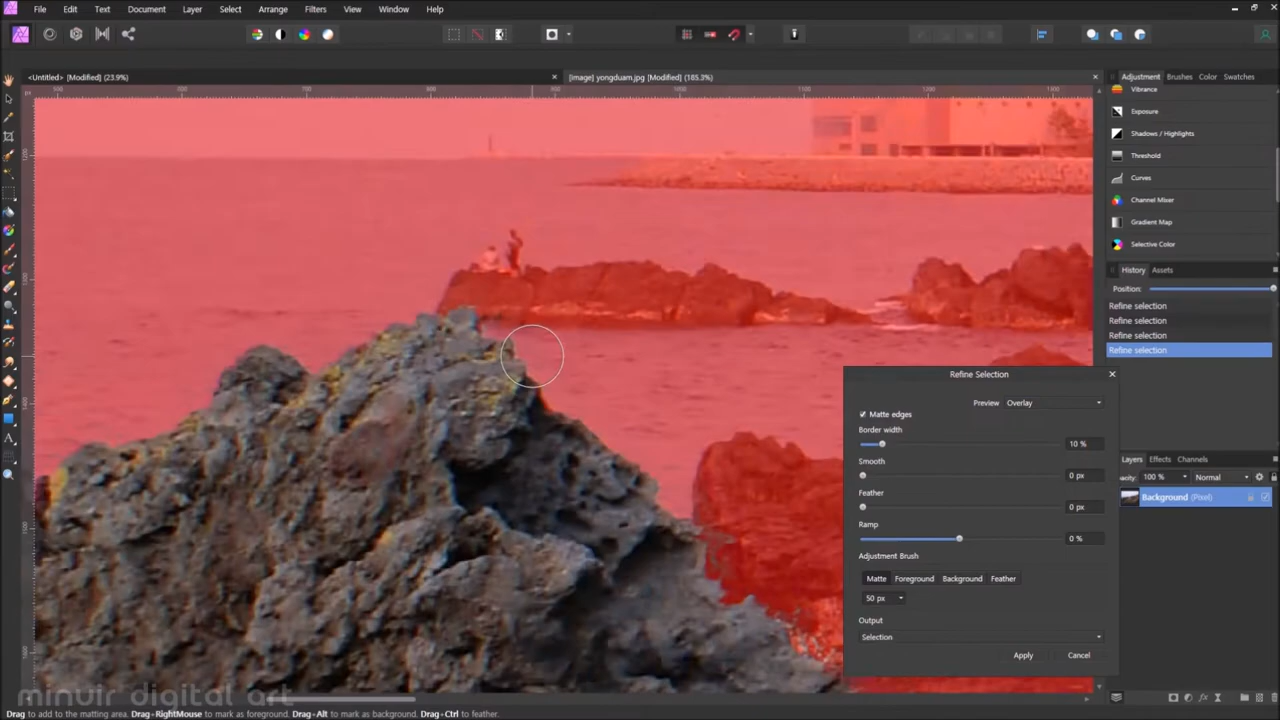 File Edit Text Document Layer Select Arrange Filters View Window Help
<Untitled> [Modified] (23.9%)
[Image] yongduam.jpg [Modified] (185.3%)
Adjustment Brushes Color Swatches
px
Vibrance
Exposure
Shadows / Highlights
Threshold
Curves
Channel Mixer
Gradient Map
Selective Color
History Assets
Position:
Refine selection
Refine selection
Refine selection
Refine selection
Refine Selection
Preview Overlay
Matte edges
Border width
10 %
Smooth
0 px
Feather
0 px
Ramp
0 %
Adjustment Brush
Matte Foreground Background Feather
50 px
Output
Selection
Apply Cancel
Layers Effects Channels
acity: 100 % Normal
Background (Pixel)
minuir digital art
Drag to add to the matting area. Drag+RightMouse to mark as foreground. Drag+Alt to mark as background. Drag+Ctrl to feather.